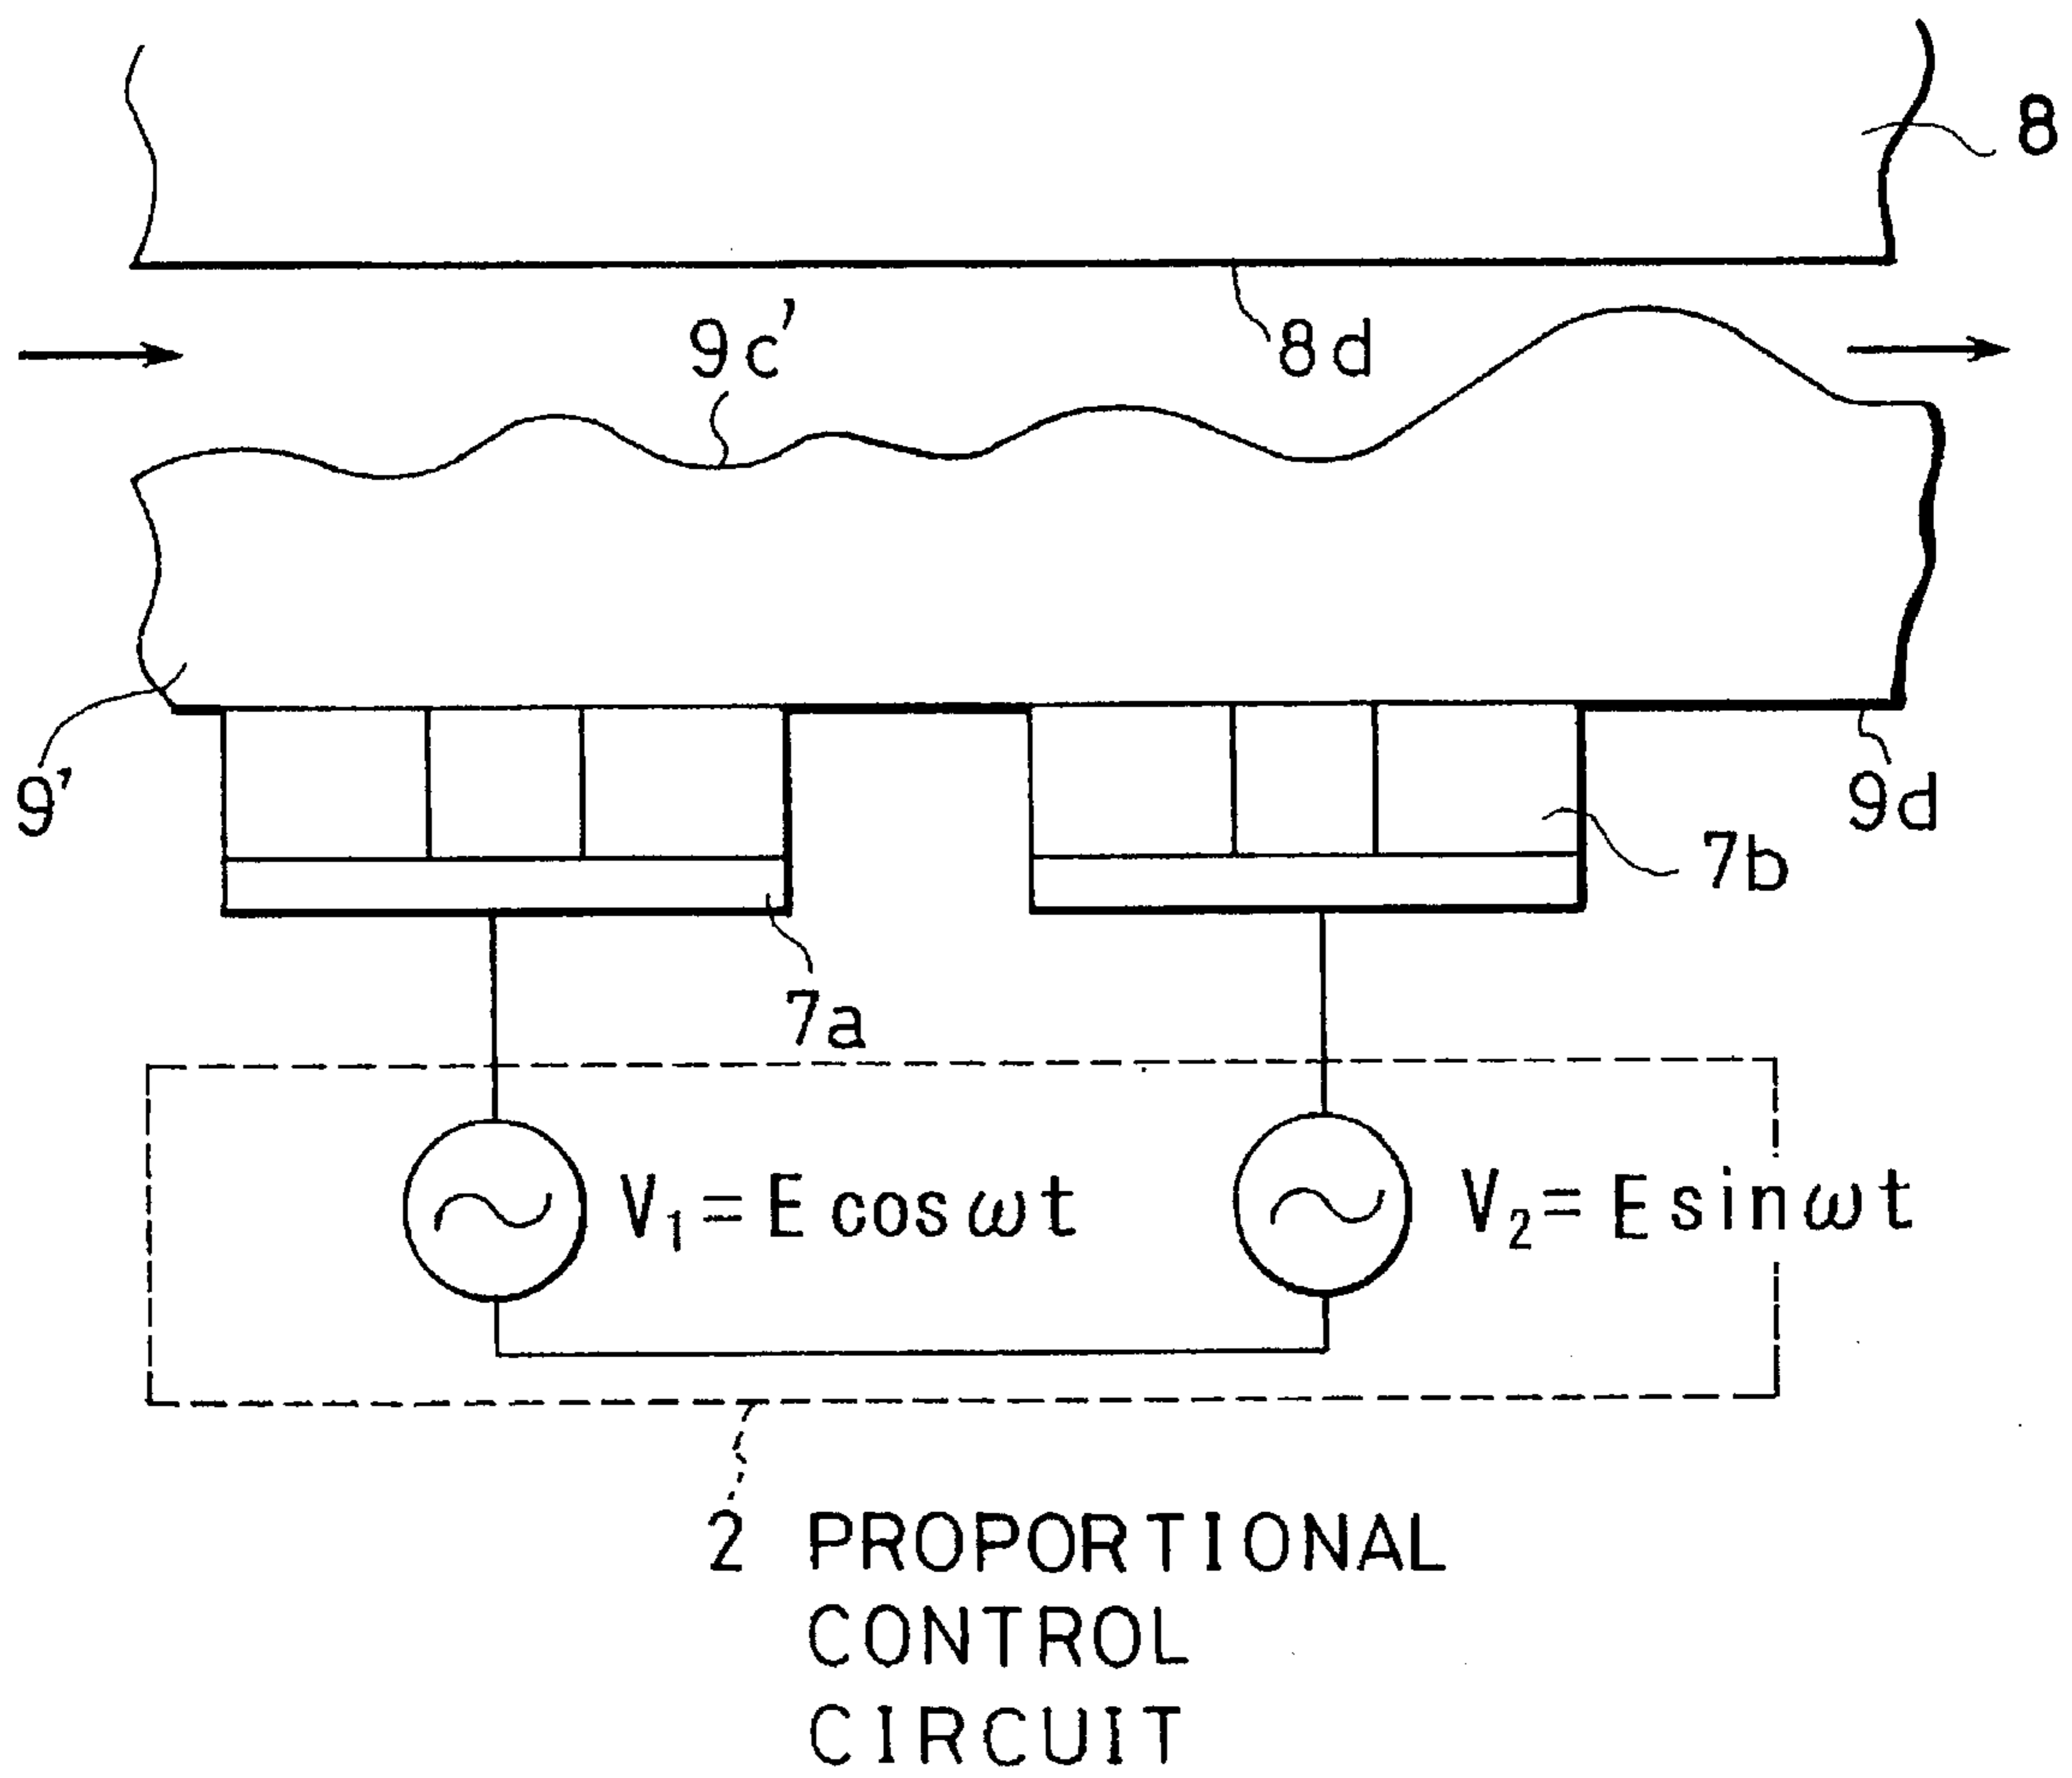 8
9c'
8d
9'
9d
7b
7a
V₁=E cosωt
V₂=E sinωt
2 PROPORTIONAL
CONTROL
CIRCUIT